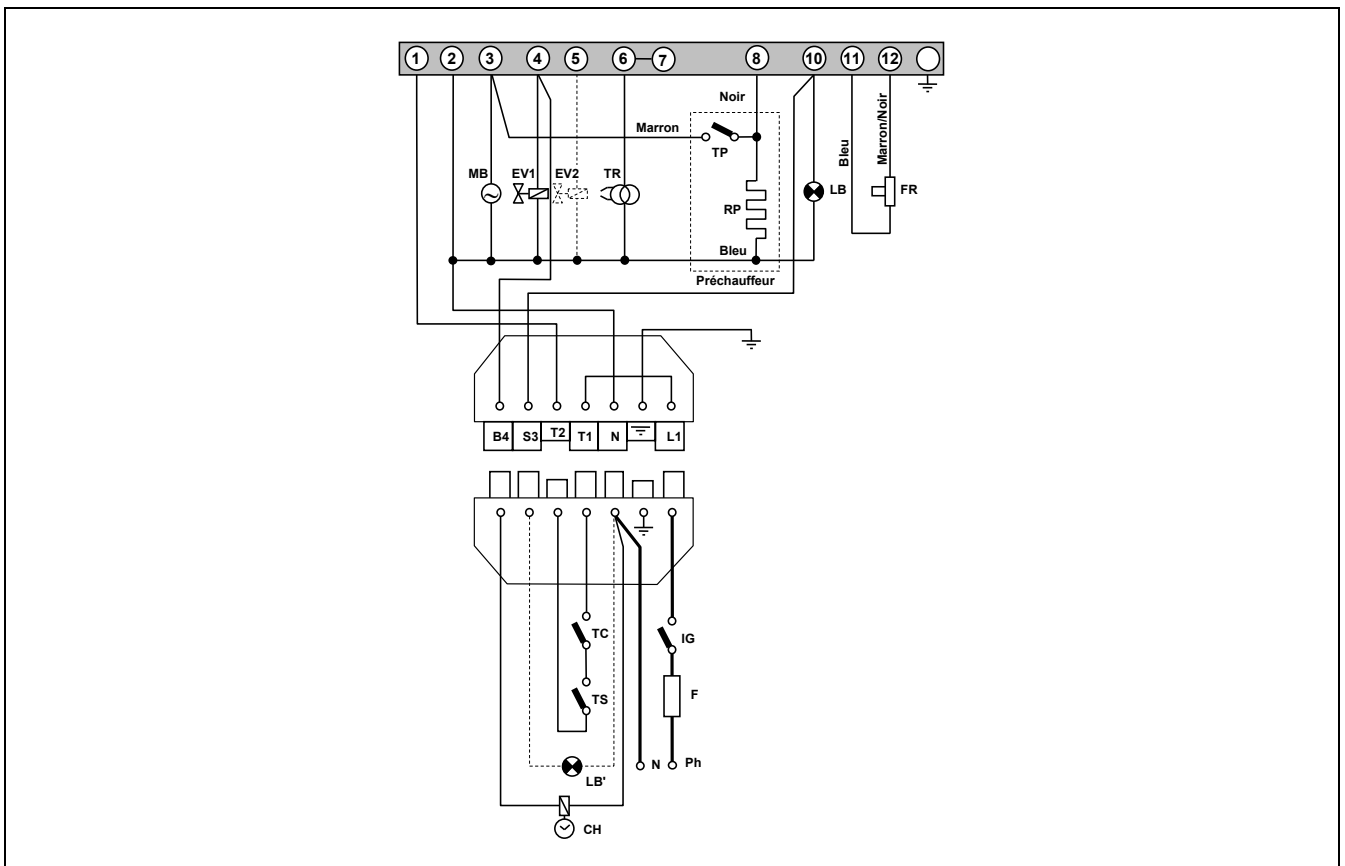 1 2 3 4 5 6 7 8 10 11 12
Noir
Marron
TP
Bleu
Marron/Noir
MB EV1 EV2 TR
RP
LB
FR
Bleu
Préchauffeur
B4 S3 T2 T1 N L1
TC
IG
TS
F
LB'
N Ph
CH